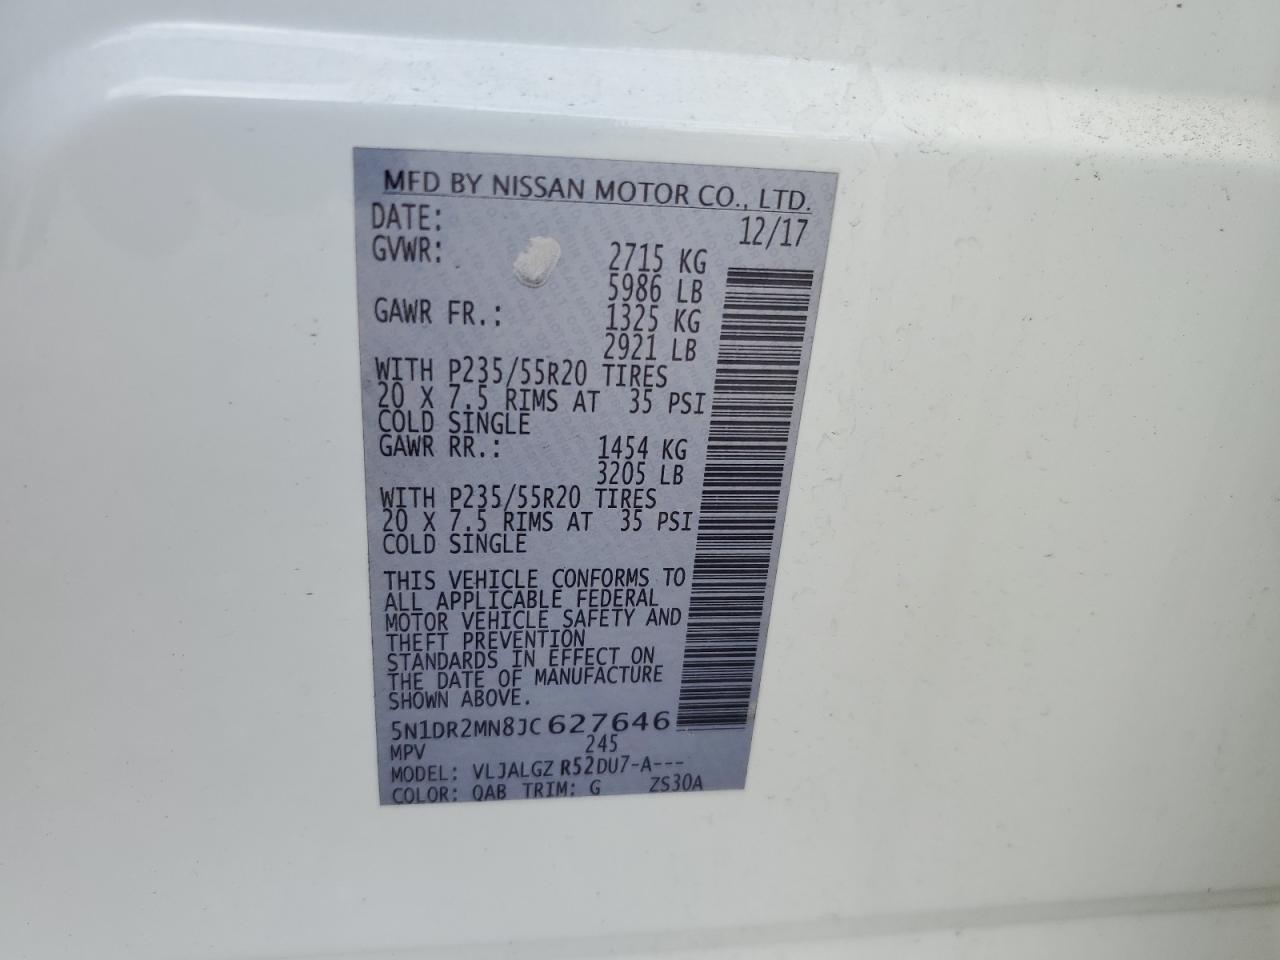 MFD BY NISSAN MOTOR CO., LTD.
DATE: 12/17
GVWR: 2715 KG
5986 LB
GAWR FR.: 1325 KG
2921 LB
WITH P235/55R20 TIRES
20 X 7.5 RIMS AT 35 PSI
COLD SINGLE
GAWR RR.: 1454 KG
3205 LB
WITH P235/55R20 TIRES
20 X 7.5 RIMS AT 35 PSI
COLD SINGLE
THIS VEHICLE CONFORMS TO
ALL APPLICABLE FEDERAL
MOTOR VEHICLE SAFETY AND
THEFT PREVENTION
STANDARDS IN EFFECT ON
THE DATE OF MANUFACTURE
SHOWN ABOVE.
5N1DR2MN8JC627646
MPV 245
MODEL: VLJALGZ R52DU7-A---
COLOR: QAB TRIM: G ZS30A